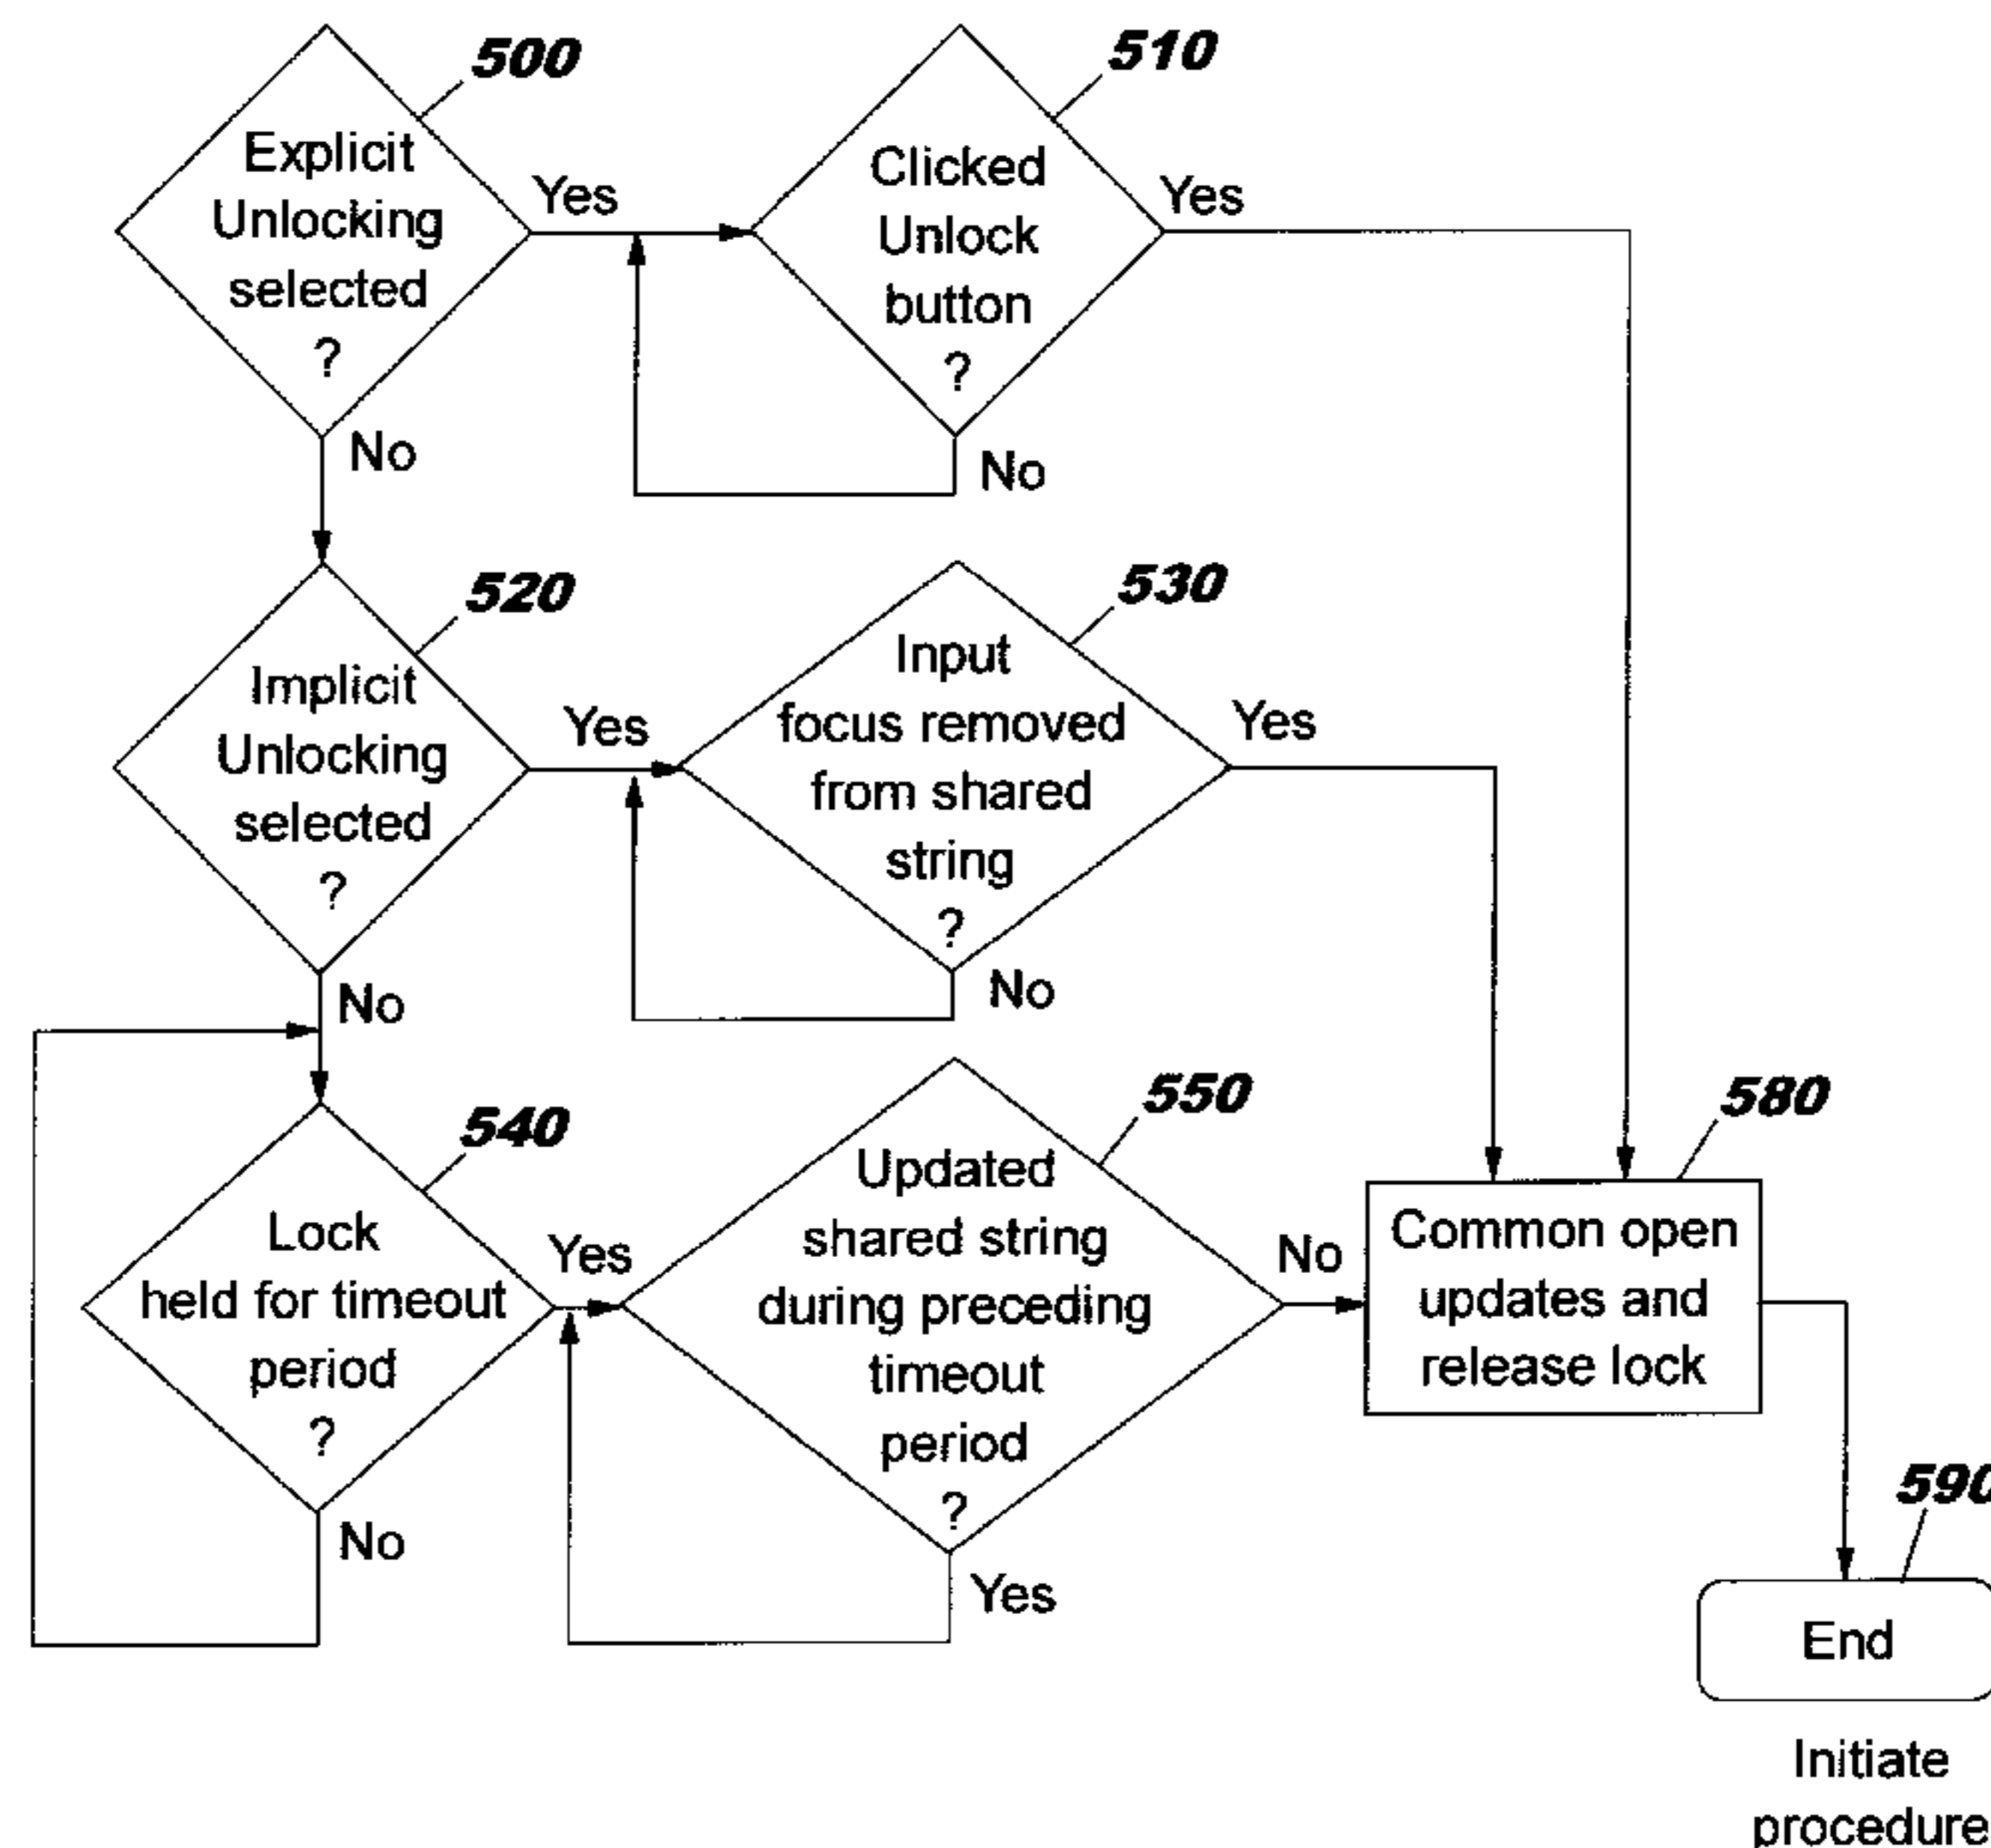 500
Explicit
Unlocking
selected
?
Yes
No
510
Clicked
Unlock
button
?
Yes
No
520
Implicit
Unlocking
selected
?
Yes
No
530
Input
focus removed
from shared
string
?
Yes
No
540
Lock
held for timeout
period
?
Yes
No
550
Updated
shared string
during preceding
timeout
period
?
No
Yes
580
Common open
updates and
release lock
590
End
Initiate
procedure